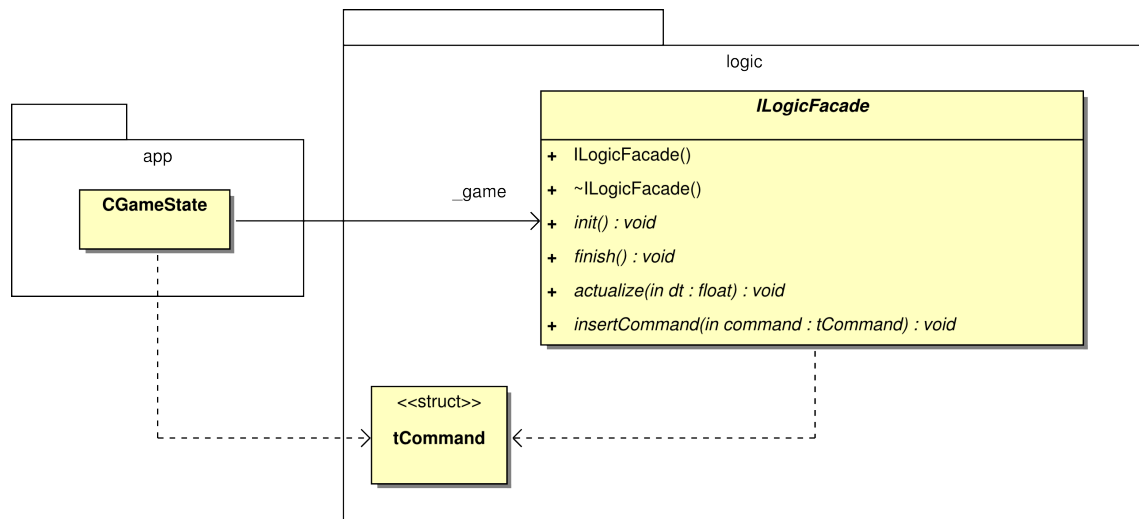 logic
ILogicFacade
app
+ ILogicFacade()
CGameState
_game
+ ~ILogicFacade()
+ init() : void
+ finish() : void
+ actualize(in dt : float) : void
+ insertCommand(in command : tCommand) : void
<<struct>>
tCommand